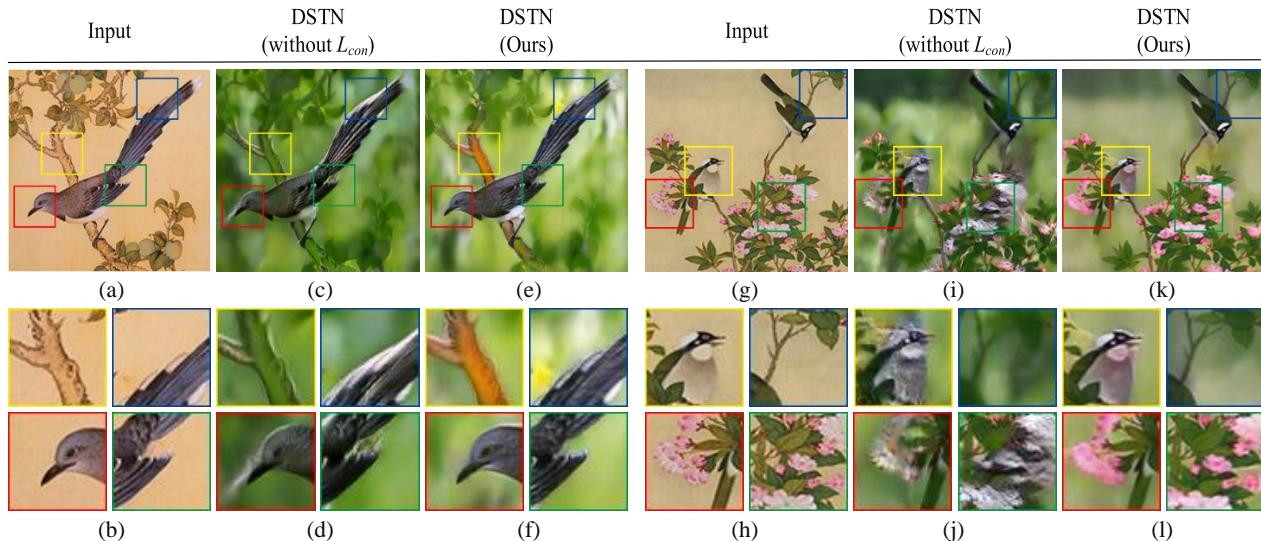 Input
DSTN
(without L_con)
DSTN
(Ours)
Input
DSTN
(without L_con)
DSTN
(Ours)
(a)
(c)
(e)
(g)
(i)
(k)
(b)
(d)
(f)
(h)
(j)
(l)